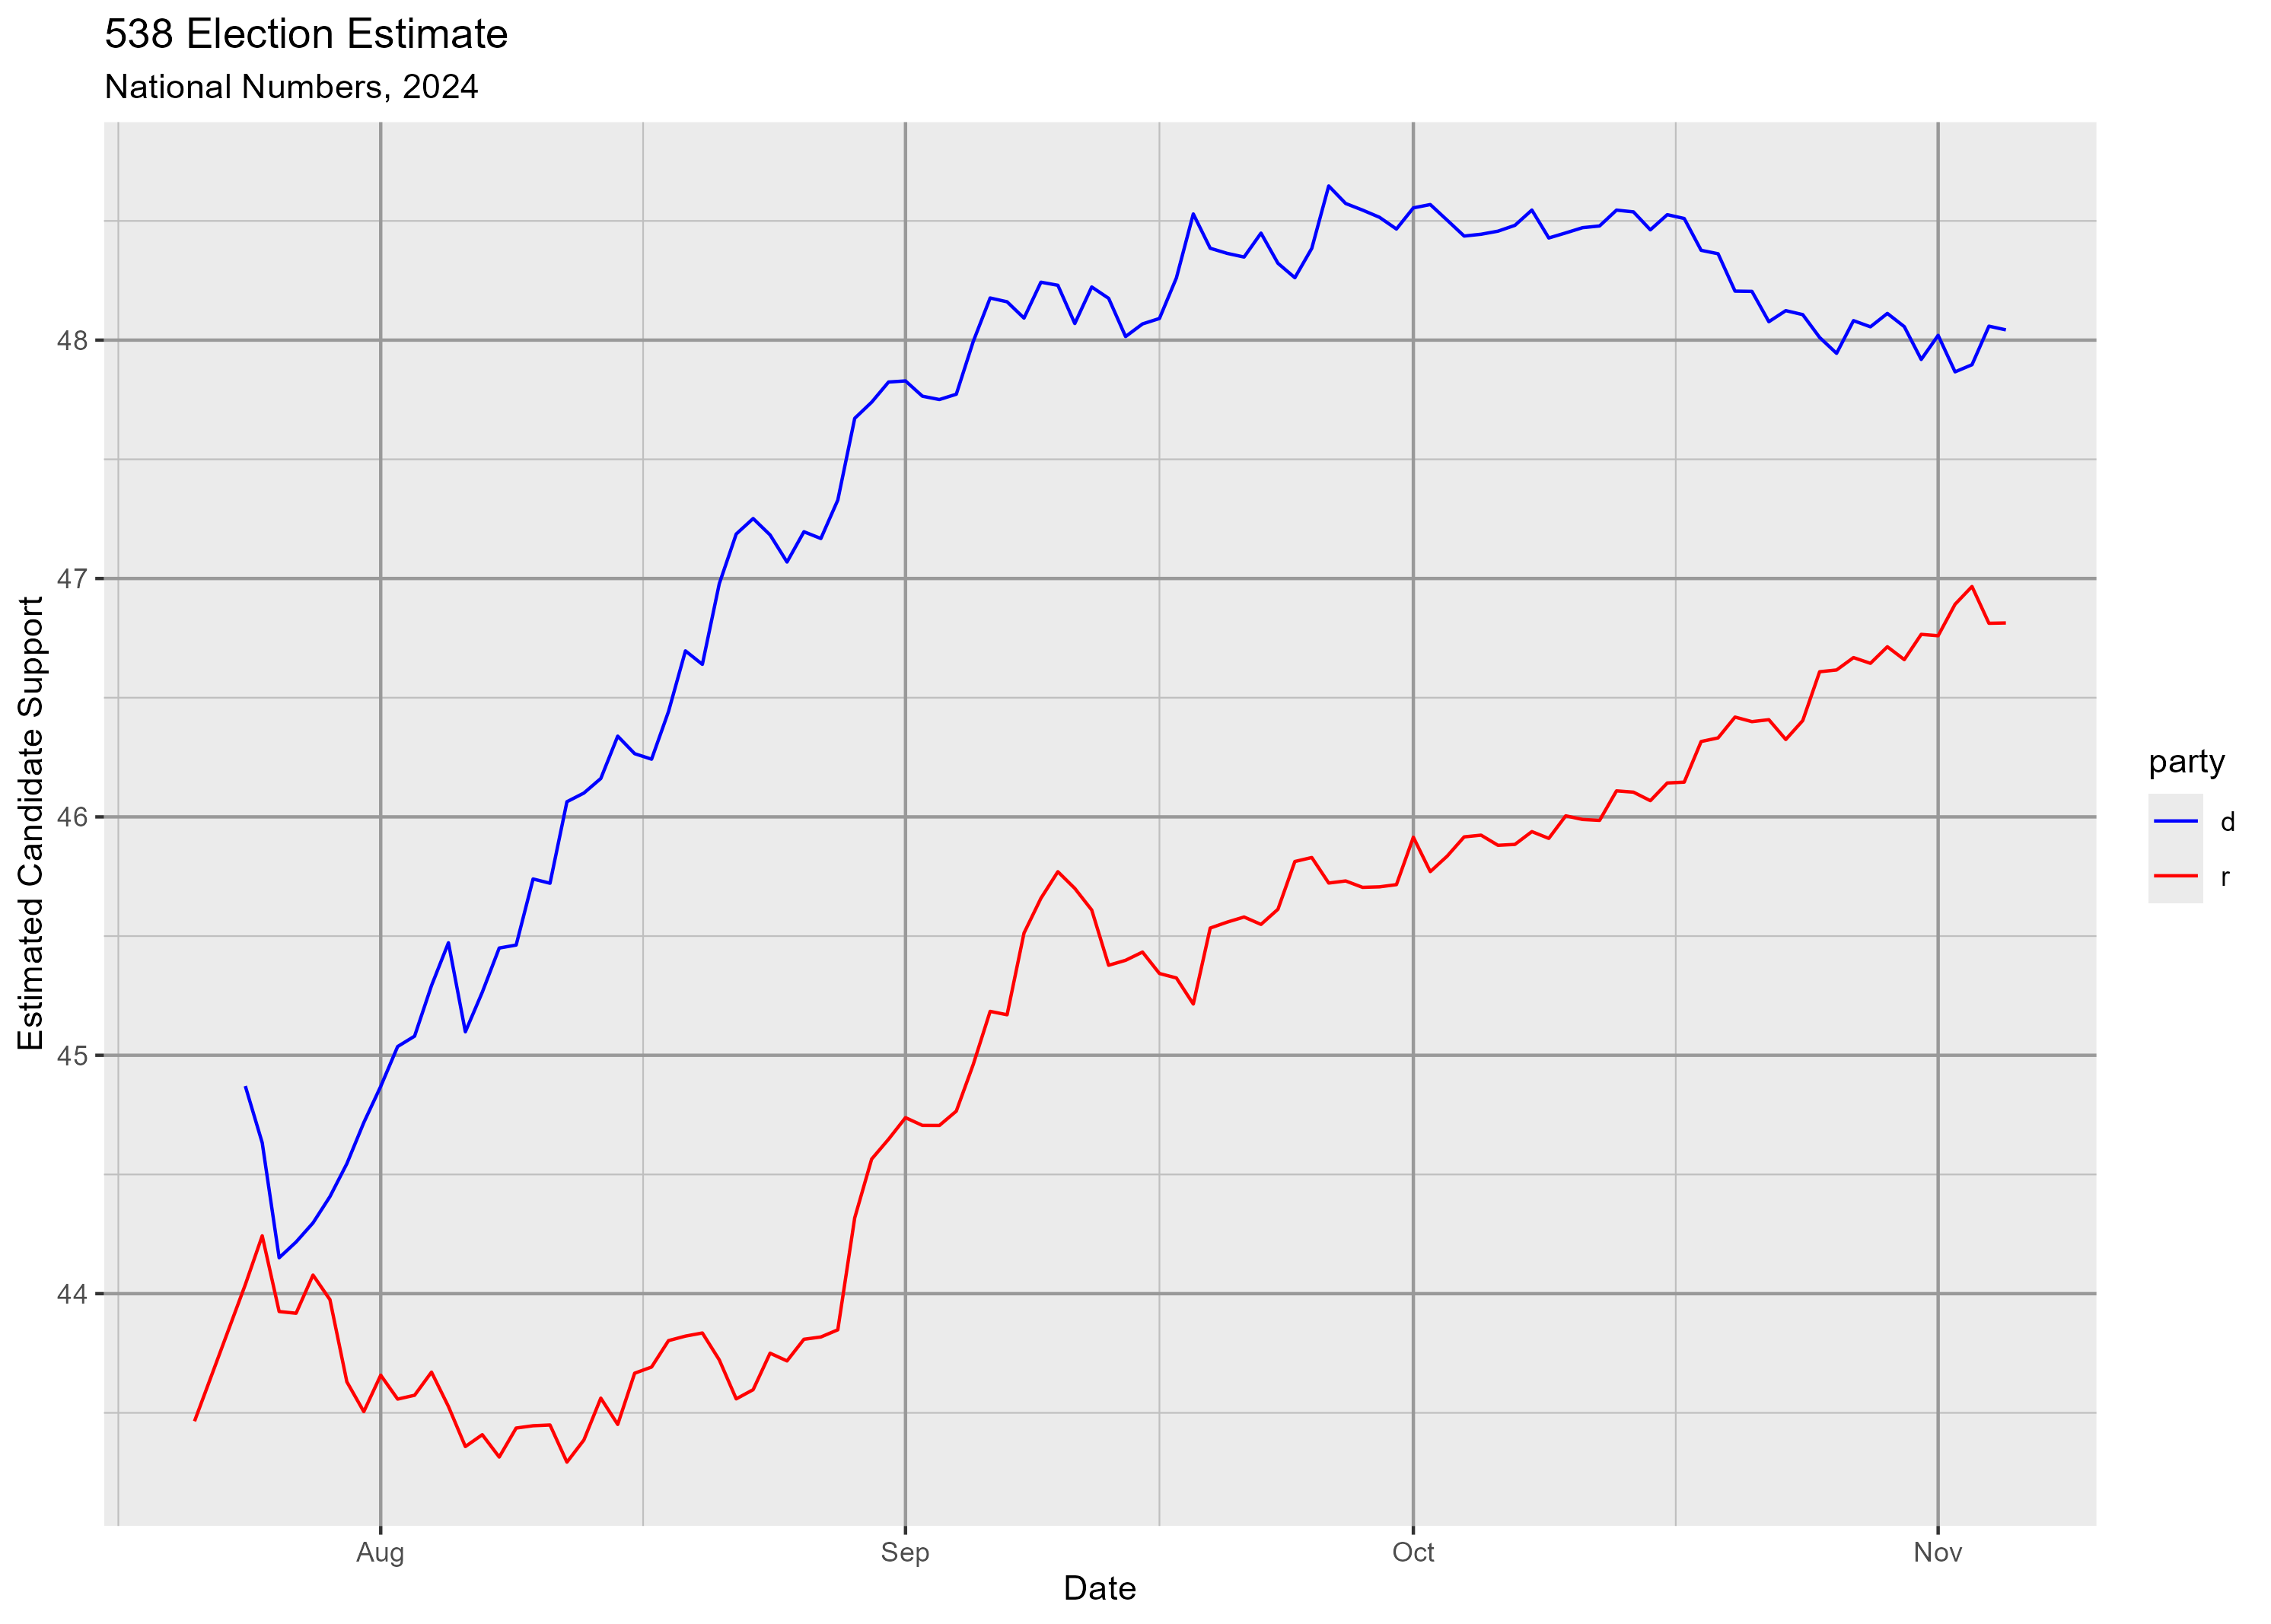 538 Election Estimate
National Numbers, 2024
Estimated Candidate Support
48
47
46
45
44
Aug Sep Oct Nov
Date
party
d
r